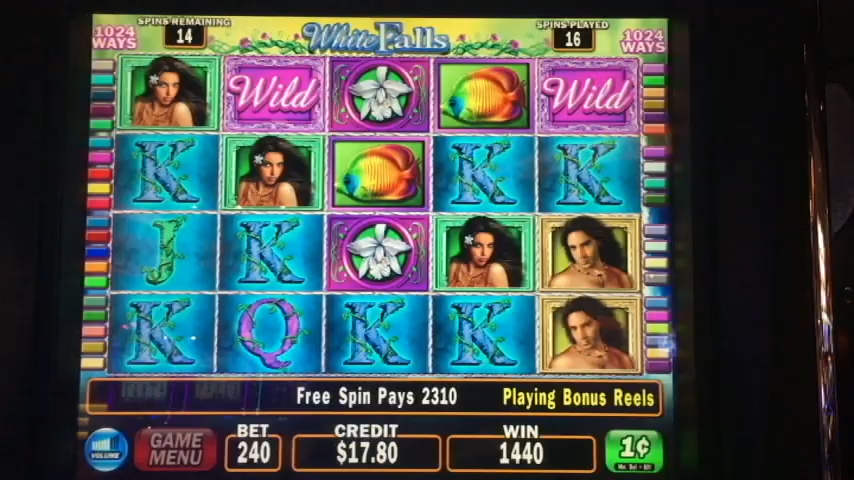 SPINS REMAINING
14
White Falls
SPINS PLAYED
16
1024
WAYS
1024
WAYS
Wild
Wild
K
K
K
J
K
K
Q
K
K
Free Spin Pays 2310
Playing Bonus Reels
VOLUME
GAME
MENU
BET
240
CREDIT
$17.80
WIN
1440
1¢